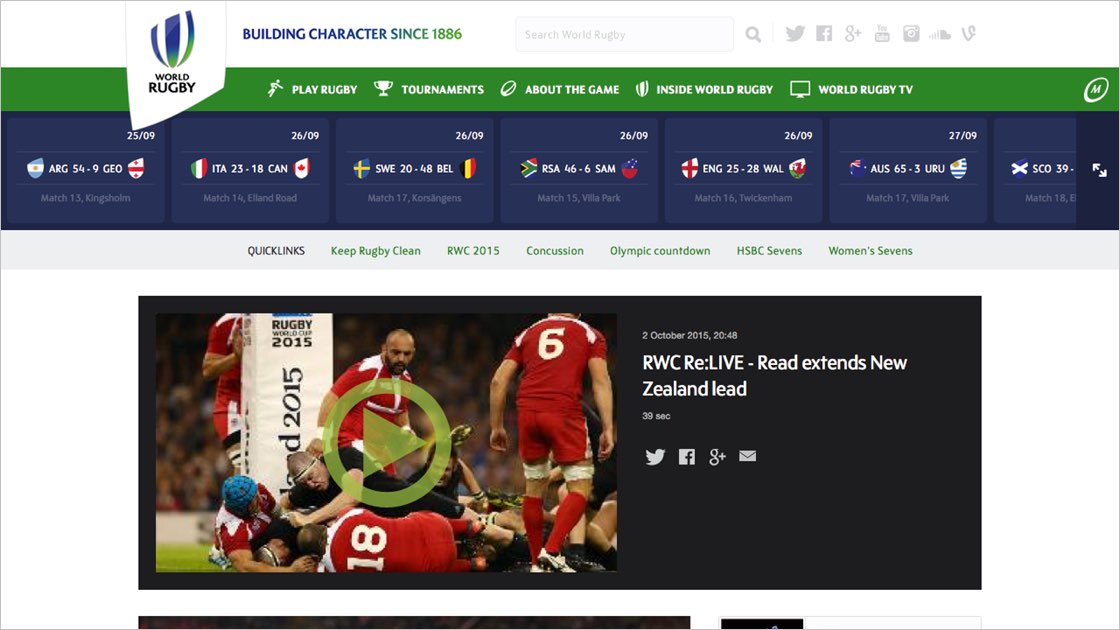 WORLD
RUGBY
BUILDING CHARACTER SINCE 1886
Search World Rugby
PLAY RUGBY
TOURNAMENTS
ABOUT THE GAME
INSIDE WORLD RUGBY
WORLD RUGBY TV
M
25/09
ARG 54 - 9 GEO
Match 13, Kingsholm
26/09
ITA 23 - 18 CAN
Match 14, Elland Road
26/09
SWE 20 - 48 BEL
Match 17, Korsängens
26/09
RSA 46 - 6 SAM
Match 15, Villa Park
26/09
ENG 25 - 28 WAL
Match 16, Twickenham
27/09
AUS 65 - 3 URU
Match 17, Villa Park
SCO 39 -
Match 18, E
QUICKLINKS
Keep Rugby Clean
RWC 2015
Concussion
Olympic countdown
HSBC Sevens
Women's Sevens
RUGBY
WORLD CUP
2015
nd 2015
6
18
2 October 2015, 20:48
RWC Re:LIVE - Read extends New
Zealand lead
39 sec